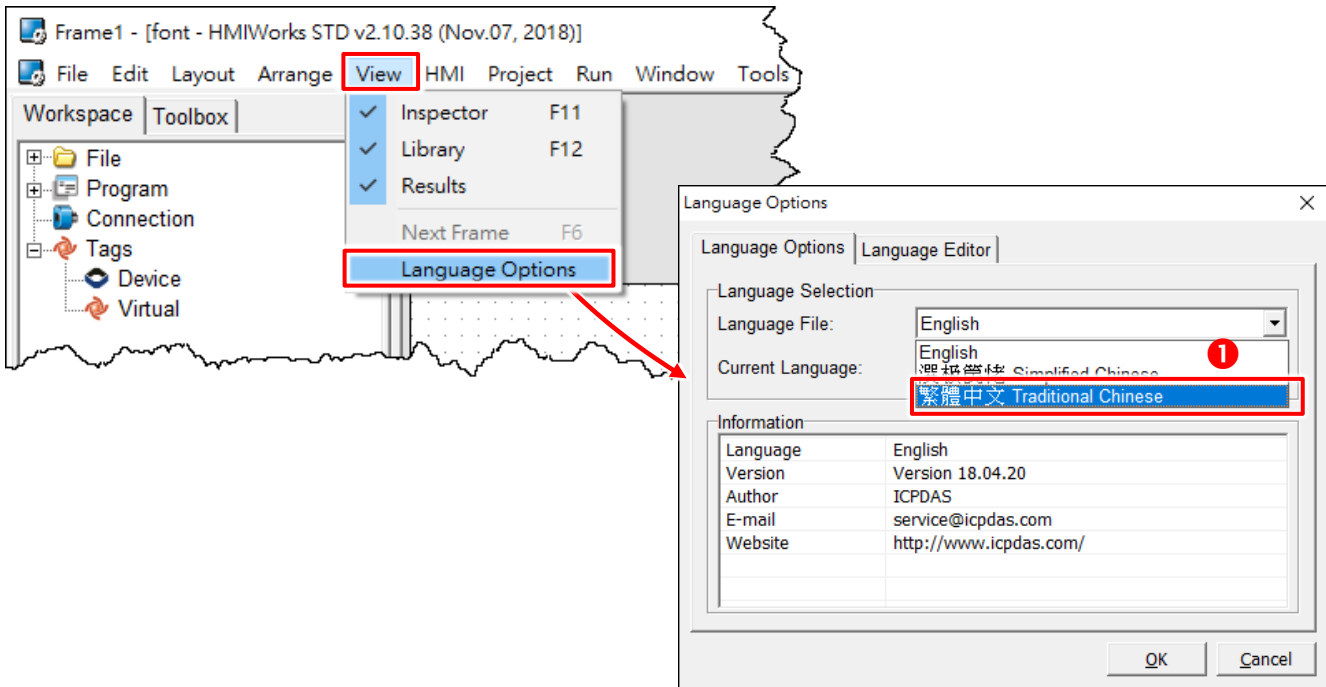 Frame1 - [font - HMIWorks STD v2.10.38 (Nov.07, 2018)]
File Edit Layout Arrange View HMI Project Run Window Tools
Workspace Toolbox
File
Program
Connection
Tags
Device
Virtual
Inspector F11
Library F12
Results
Next Frame F6
Language Options
Language Options
Language Options Language Editor
Language Selection
Language File: English
Current Language:
English
Simplified Chinese
繁體中文 Traditional Chinese
1
Information
Language English
Version Version 18.04.20
Author ICPDAS
E-mail service@icpdas.com
Website http://www.icpdas.com/
OK Cancel